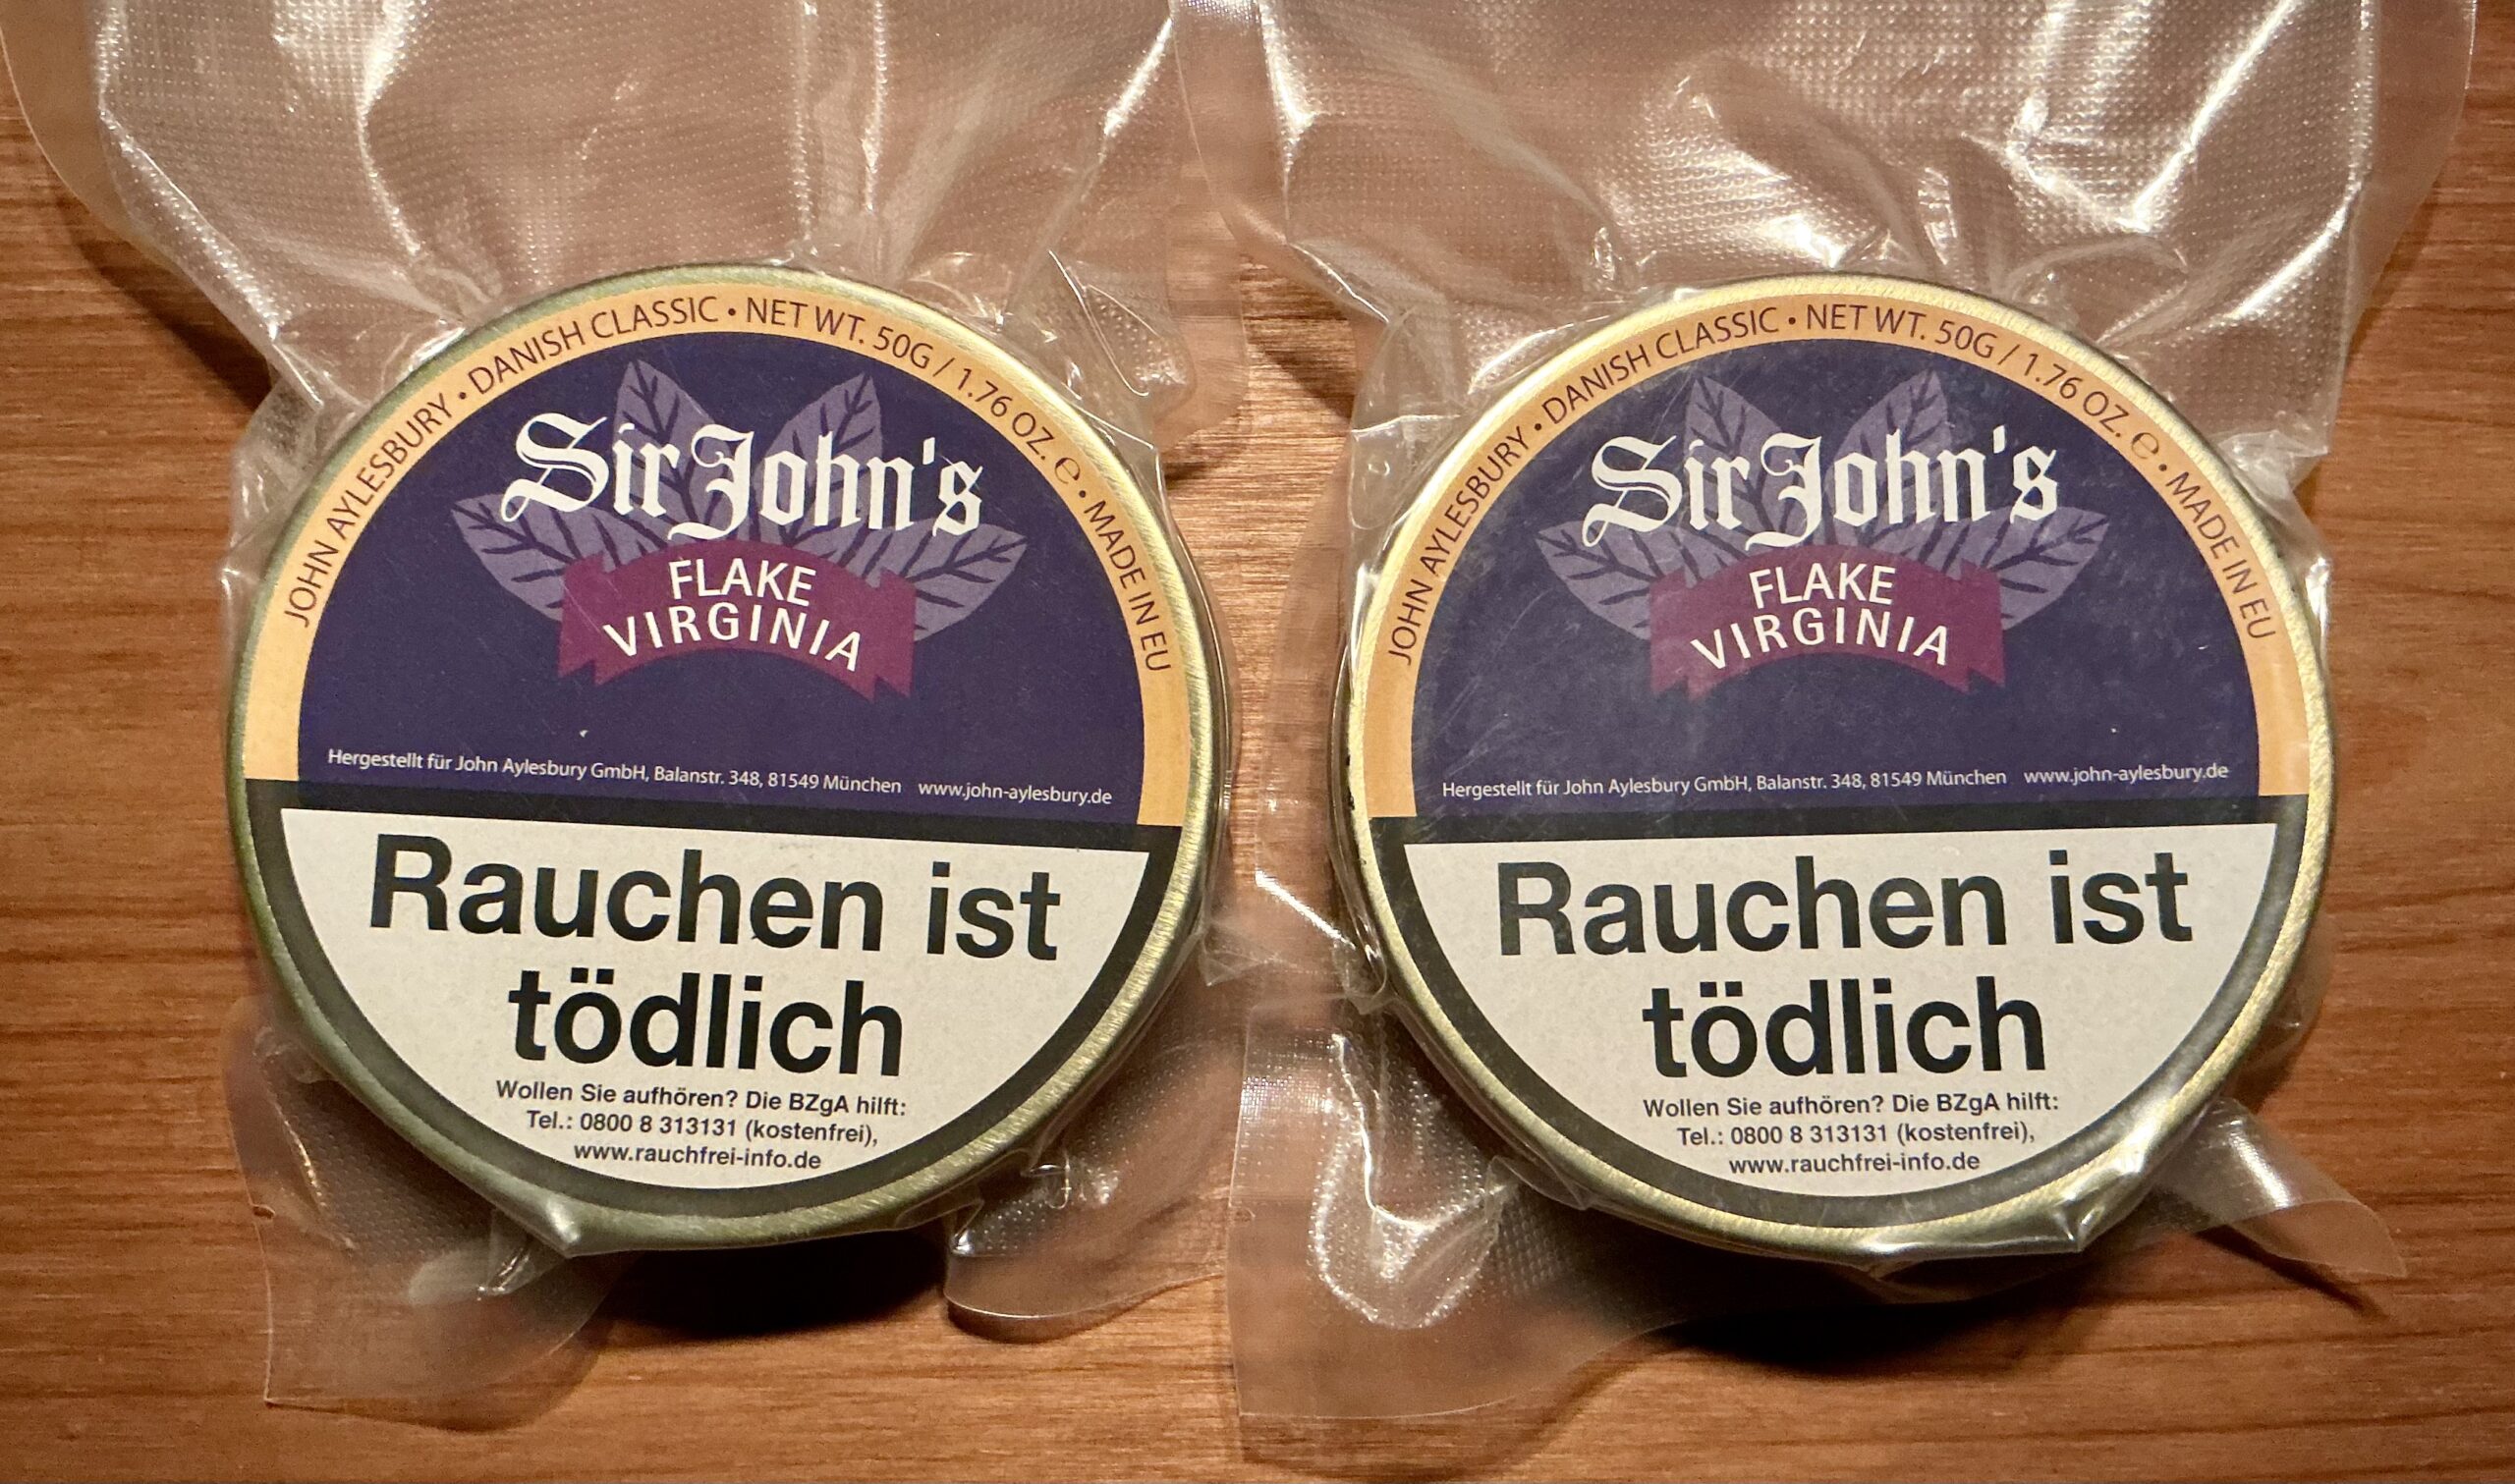 JOHN AYLESBURY • DANISH CLASSIC • NET WT. 50G / 1.76 OZ. ℮ • MADE IN EU
Sir John's
FLAKE
VIRGINIA
Hergestellt für John Aylesbury GmbH, Balanstr. 348, 81549 München www.john-aylesbury.de
Rauchen ist
tödlich
Wollen Sie aufhören? Die BZgA hilft:
Tel.: 0800 8 313131 (kostenfrei),
www.rauchfrei-info.de
JOHN AYLESBURY • DANISH CLASSIC • NET WT. 50G / 1.76 OZ. ℮ • MADE IN EU
Sir John's
FLAKE
VIRGINIA
Hergestellt für John Aylesbury GmbH, Balanstr. 348, 81549 München www.john-aylesbury.de
Rauchen ist
tödlich
Wollen Sie aufhören? Die BZgA hilft:
Tel.: 0800 8 313131 (kostenfrei),
www.rauchfrei-info.de